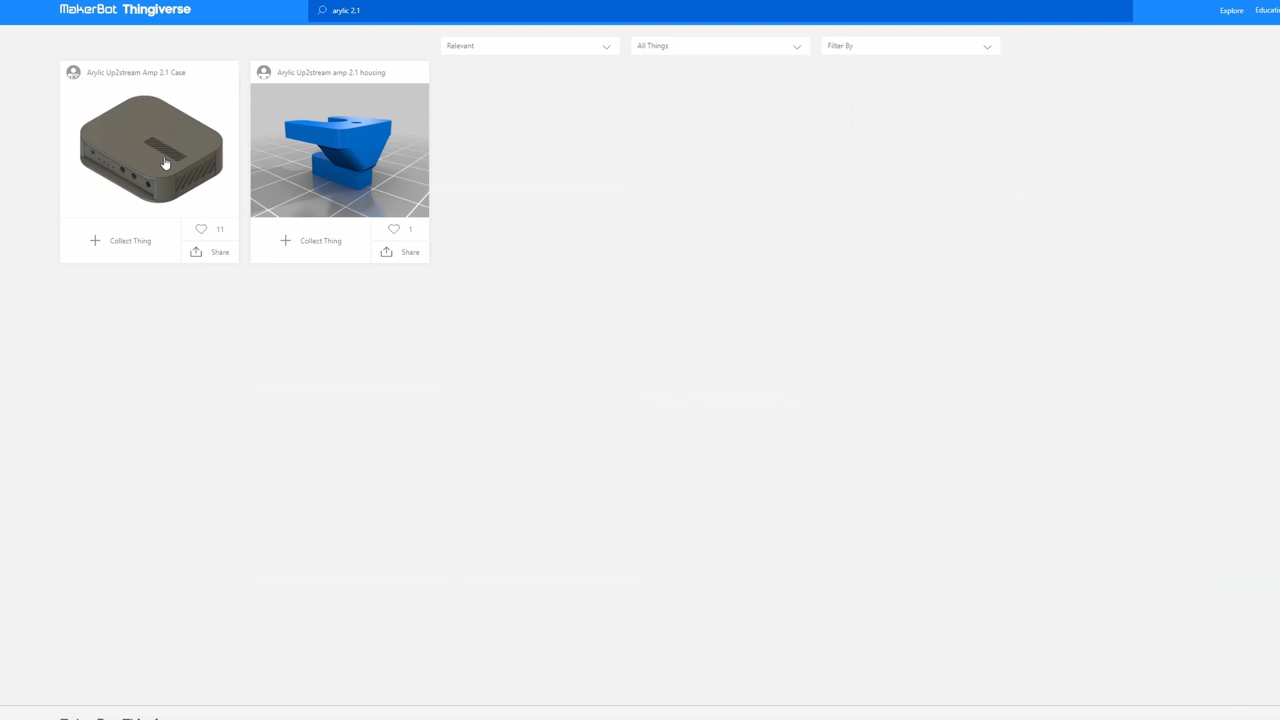 MakerBot Thingiverse
arylic 2.1
Explore
Relevant
All Things
Filter By
Arylic Up2stream Amp 2.1 Case
Arylic Up2stream amp 2.1 housing
Collect Thing
11
Share
Collect Thing
1
Share